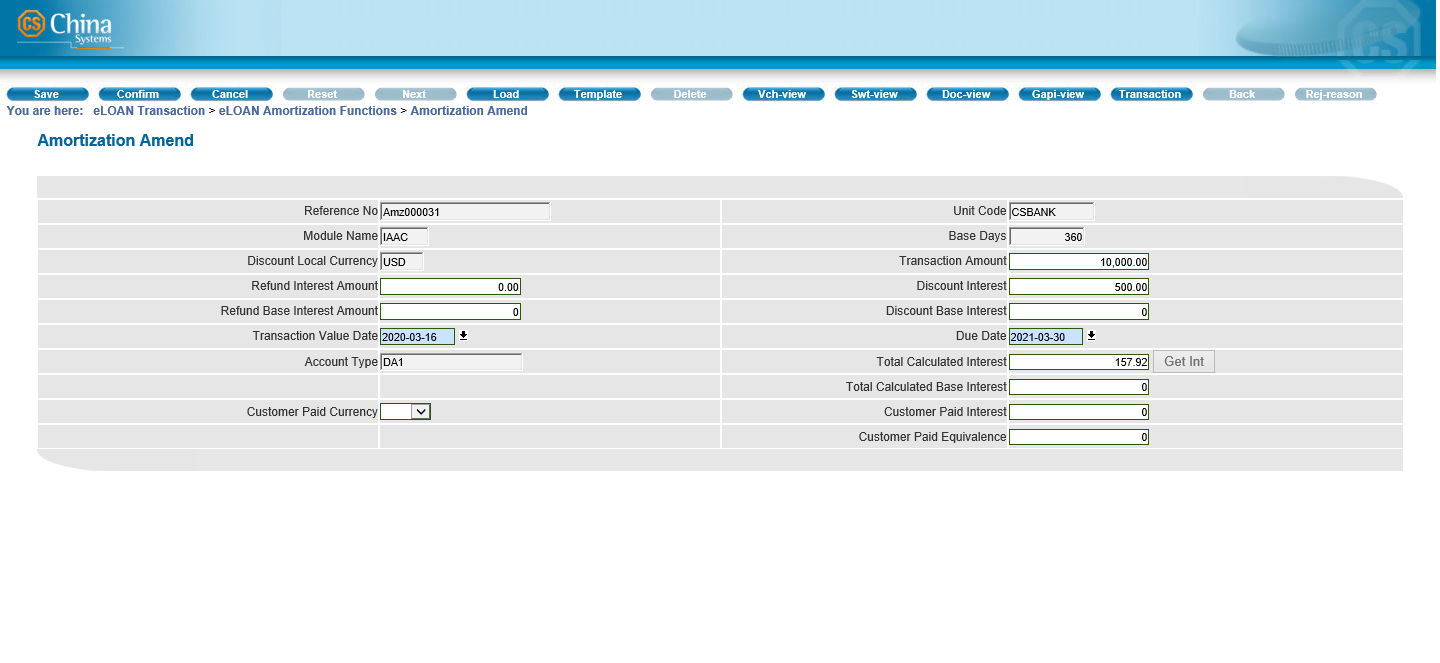 CS China
Systems
CS
Save Confirm Cancel Reset Next Load Template Delete Vch-view Swt-view Doc-view Gapi-view Transaction Back Rej-reason
You are here: eLOAN Transaction > eLOAN Amortization Functions > Amortization Amend
Amortization Amend
Reference No Amz000031 Unit Code CSBANK
Module Name IAAC Base Days 360
Discount Local Currency USD Transaction Amount 10,000.00
Refund Interest Amount 0.00 Discount Interest 500.00
Refund Base Interest Amount 0 Discount Base Interest 0
Transaction Value Date 2020-03-16 Due Date 2021-03-30
Account Type DA1 Total Calculated Interest 157.92 Get Int
Total Calculated Base Interest 0
Customer Paid Currency Customer Paid Interest 0
Customer Paid Equivalence 0